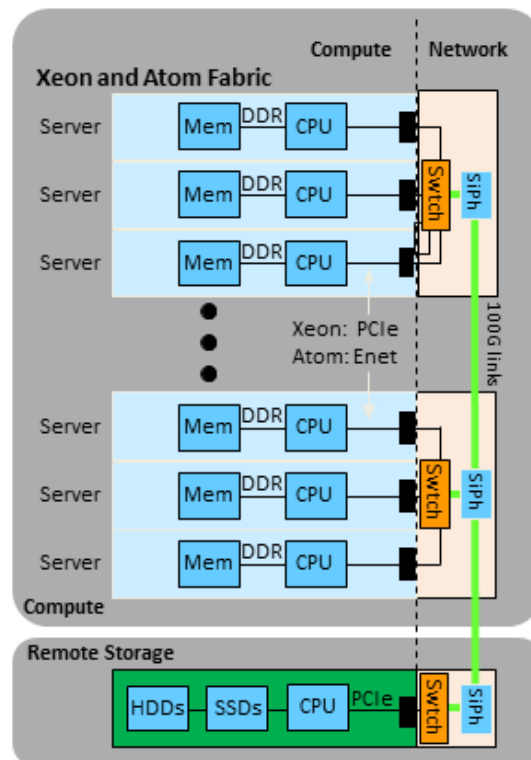 Compute Network
Xeon and Atom Fabric
Server Mem DDR CPU
Server Mem DDR CPU Swtch SiPh
Server Mem DDR CPU
100G links
Xeon: PCIe
Atom: Enet
Server Mem DDR CPU
Server Mem DDR CPU Swtch SiPh
Server Mem DDR CPU
Compute
Remote Storage
HDDs SSDs CPU PCIe Swtch SiPh